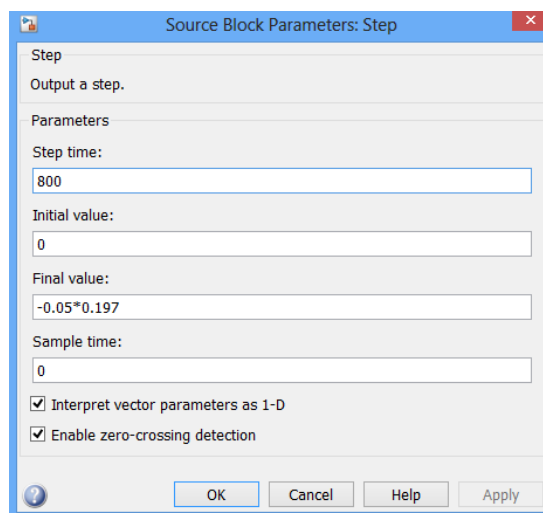 Source Block Parameters: Step
Step
Output a step.
Parameters
Step time:
800
Initial value:
0
Final value:
-0.05*0.197
Sample time:
0
Interpret vector parameters as 1-D
Enable zero-crossing detection
OK Cancel Help Apply